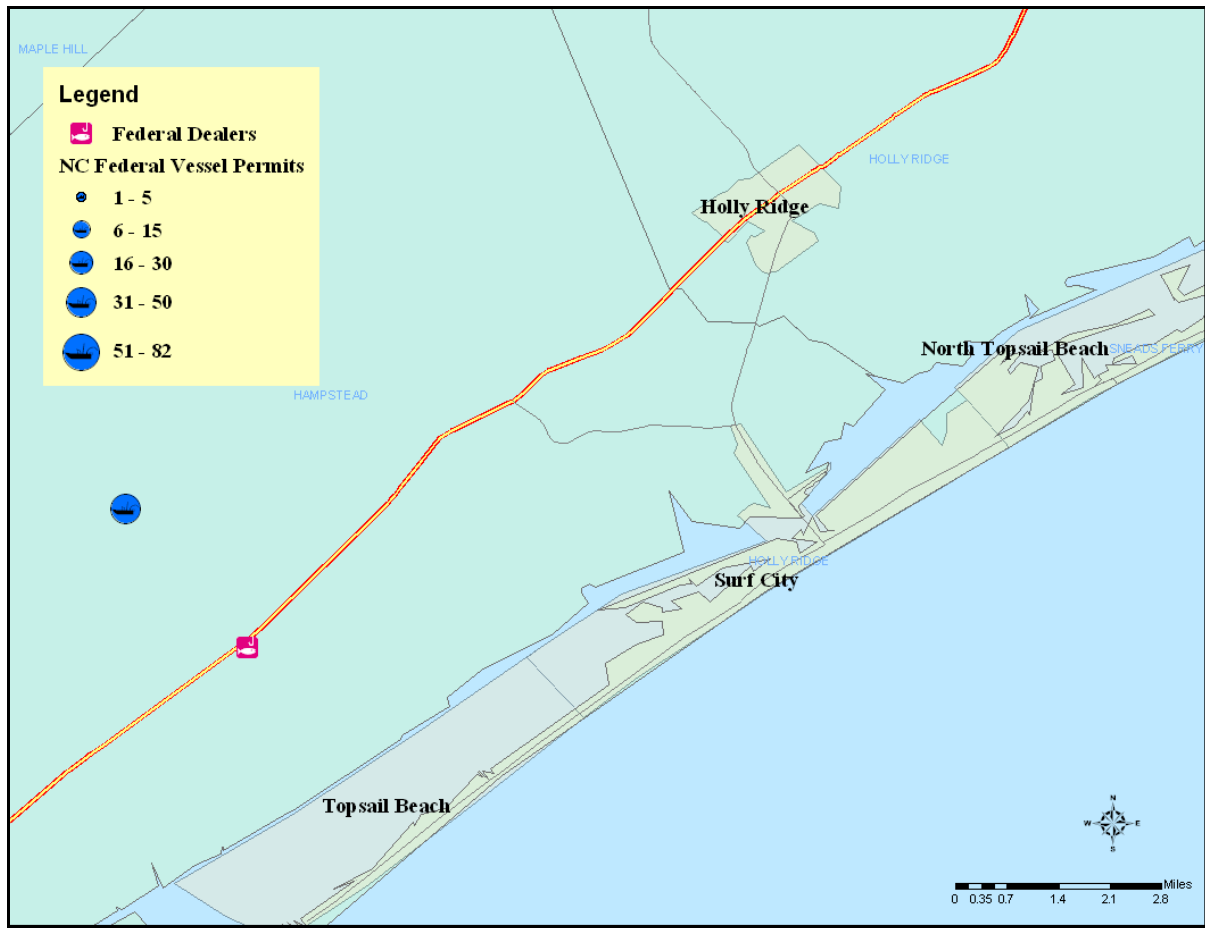 MAPLE HILL
Legend
Federal Dealers
NC Federal Vessel Permits
1 - 5
6 - 15
16 - 30
31 - 50
51 - 82
HOLLY RIDGE
Holly Ridge
North Topsail Beach
SNEADS FERRY
HAMPSTEAD
HOLLY RIDGE
Surf City
Topsail Beach
N
W E
S
Miles
0 0.35 0.7 1.4 2.1 2.8